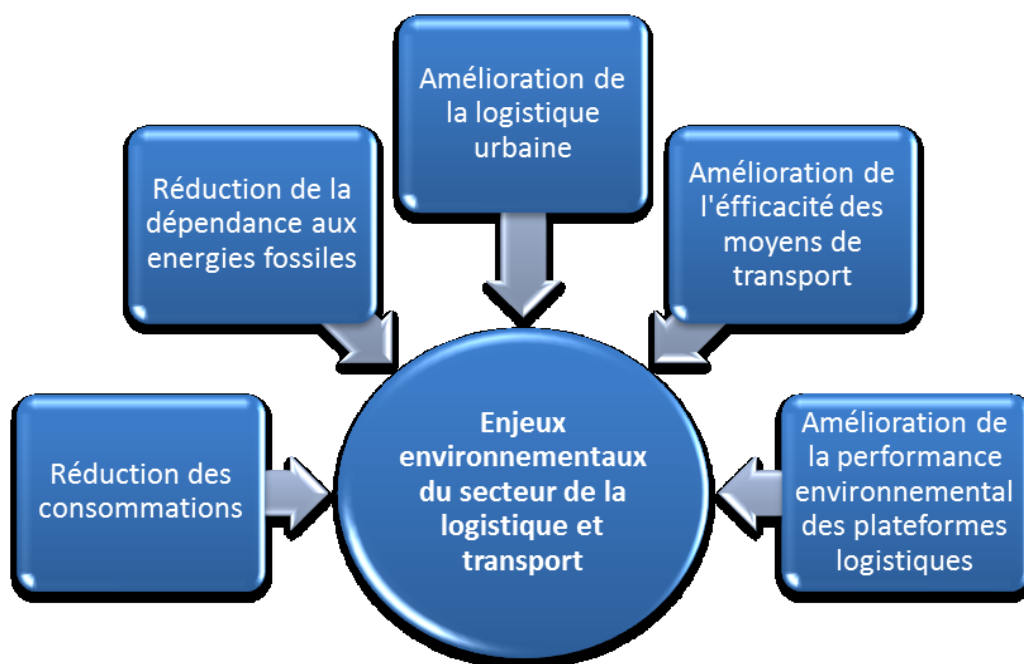 Amélioration de
la logistique
urbaine
Réduction de la
dépendance aux
energies fossiles
Amélioration de
l'éfficacité des
moyens de
transport
Réduction des
consommations
Enjeux
environnementaux
du secteur de la
logistique et
transport
Amélioration de
la performance
environnemental
des plateformes
logistiques